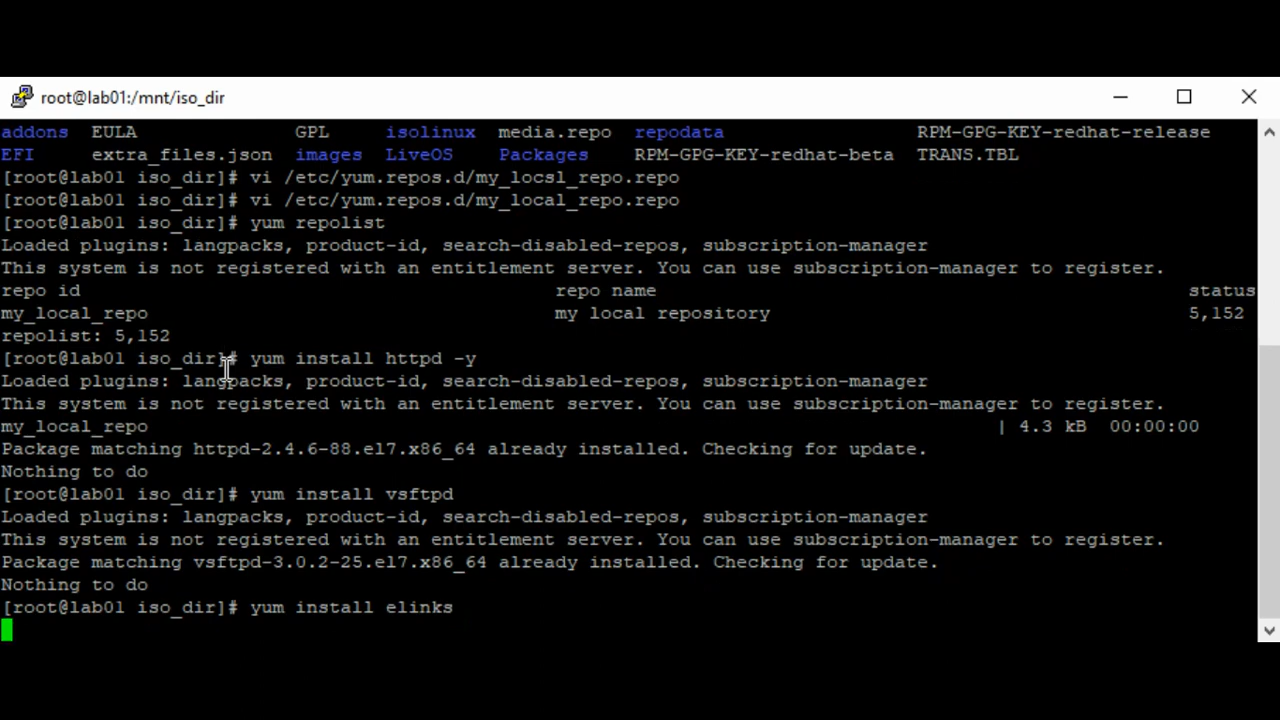 root@lab01:/mnt/iso_dir
addons EULA GPL isolinux media.repo repodata RPM-GPG-KEY-redhat-release
EFI extra_files.json images LiveOS Packages RPM-GPG-KEY-redhat-beta TRANS.TBL
[root@lab01 iso_dir]# vi /etc/yum.repos.d/my_locsl_repo.repo
[root@lab01 iso_dir]# vi /etc/yum.repos.d/my_local_repo.repo
[root@lab01 iso_dir]# yum repolist
Loaded plugins: langpacks, product-id, search-disabled-repos, subscription-manager
This system is not registered with an entitlement server. You can use subscription-manager to register.
repo id repo name status
my_local_repo my local repository 5,152
repolist: 5,152
[root@lab01 iso_dir]# yum install httpd -y
Loaded plugins: langpacks, product-id, search-disabled-repos, subscription-manager
This system is not registered with an entitlement server. You can use subscription-manager to register.
my_local_repo | 4.3 kB 00:00:00
Package matching httpd-2.4.6-88.el7.x86_64 already installed. Checking for update.
Nothing to do
[root@lab01 iso_dir]# yum install vsftpd
Loaded plugins: langpacks, product-id, search-disabled-repos, subscription-manager
This system is not registered with an entitlement server. You can use subscription-manager to register.
Package matching vsftpd-3.0.2-25.el7.x86_64 already installed. Checking for update.
Nothing to do
[root@lab01 iso_dir]# yum install elinks